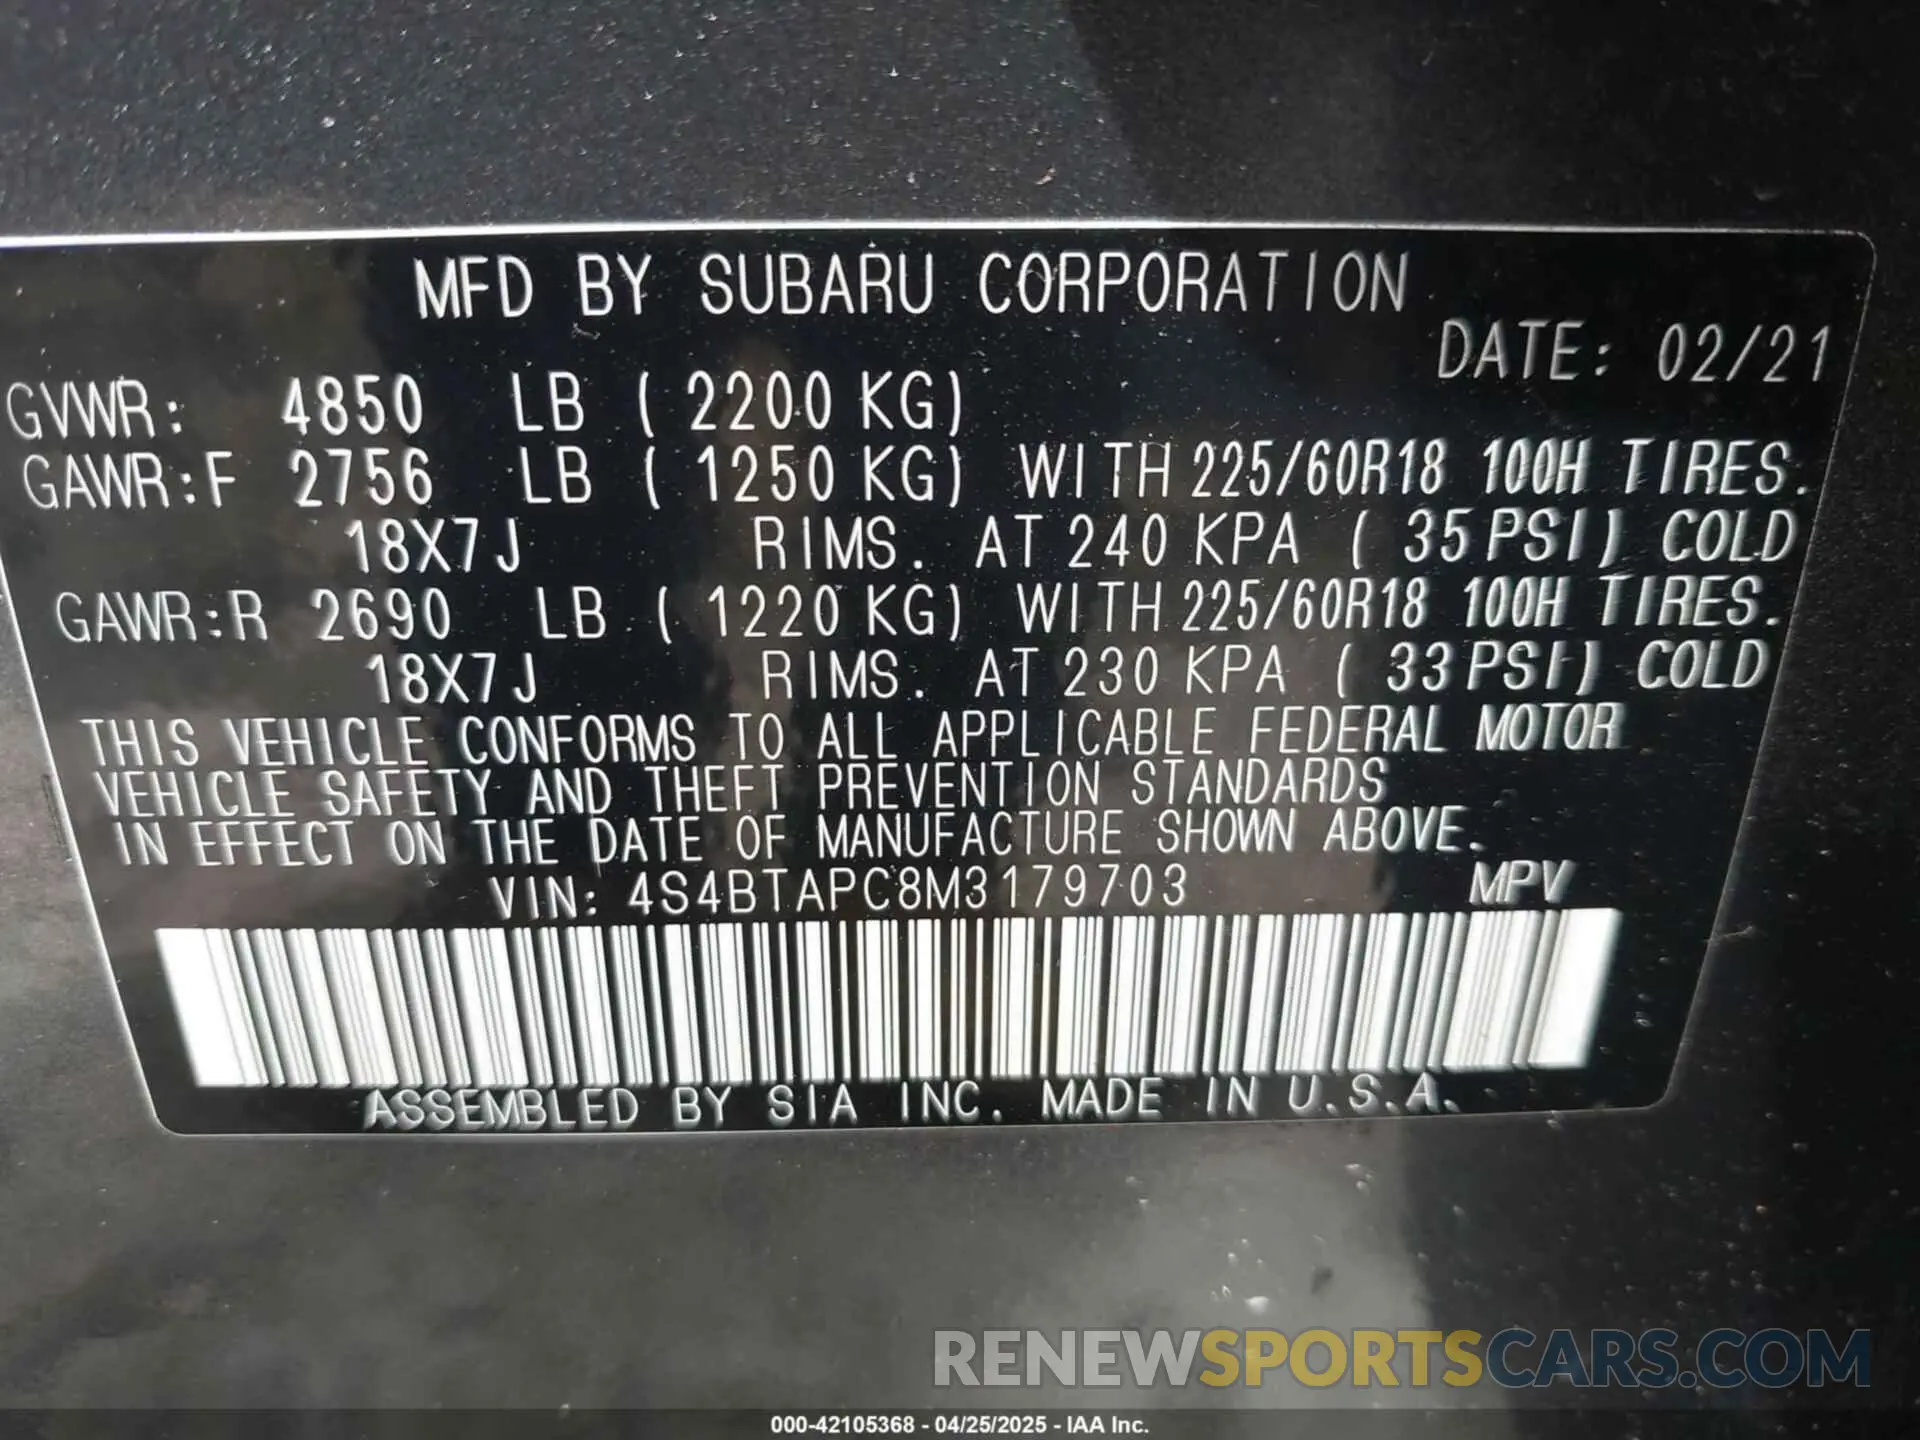 MFD BY SUBARU CORPORATION
DATE: 02/21
GVWR: 4850 LB ( 2200 KG)
GAWR:F 2756 LB ( 1250 KG) WITH 225/60R18 100H TIRES.
18X7J RIMS. AT 240 KPA ( 35 PSI) COLD
GAWR:R 2690 LB ( 1220 KG) WITH 225/60R18 100H TIRES.
18X7J RIMS. AT 230 KPA ( 33 PSI) COLD
THIS VEHICLE CONFORMS TO ALL APPLICABLE FEDERAL MOTOR
VEHICLE SAFETY AND THEFT PREVENTION STANDARDS
IN EFFECT ON THE DATE OF MANUFACTURE SHOWN ABOVE.
VIN: 4S4BTAPC8M3179703 MPV
ASSEMBLED BY SIA INC. MADE IN U.S.A.
RENEWSPORTSCARS.COM
000-42105368 - 04/25/2025 - IAA Inc.